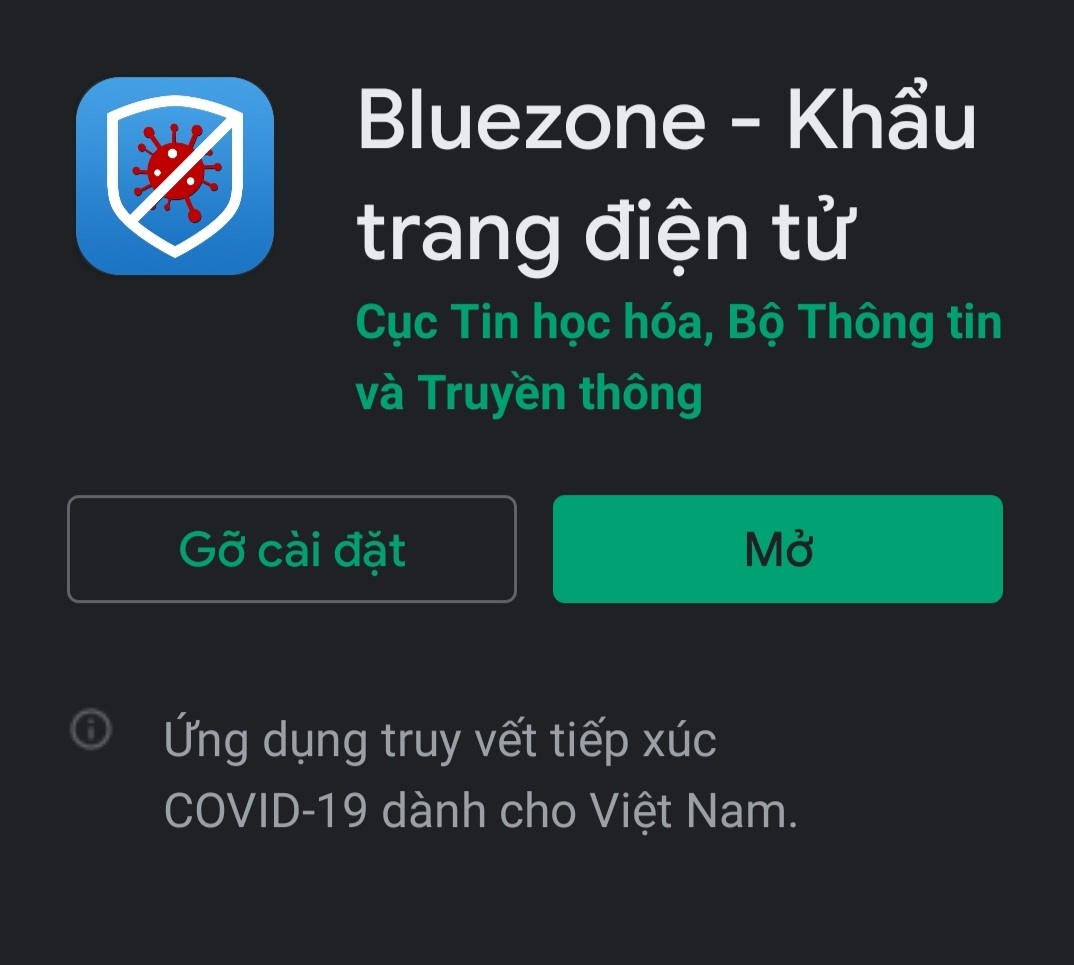 Bluezone - Khẩu
trang điện tử
Cục Tin học hóa, Bộ Thông tin
và Truyền thông
Gỡ cài đặt
Mở
Ứng dụng truy vết tiếp xúc
COVID-19 dành cho Việt Nam.